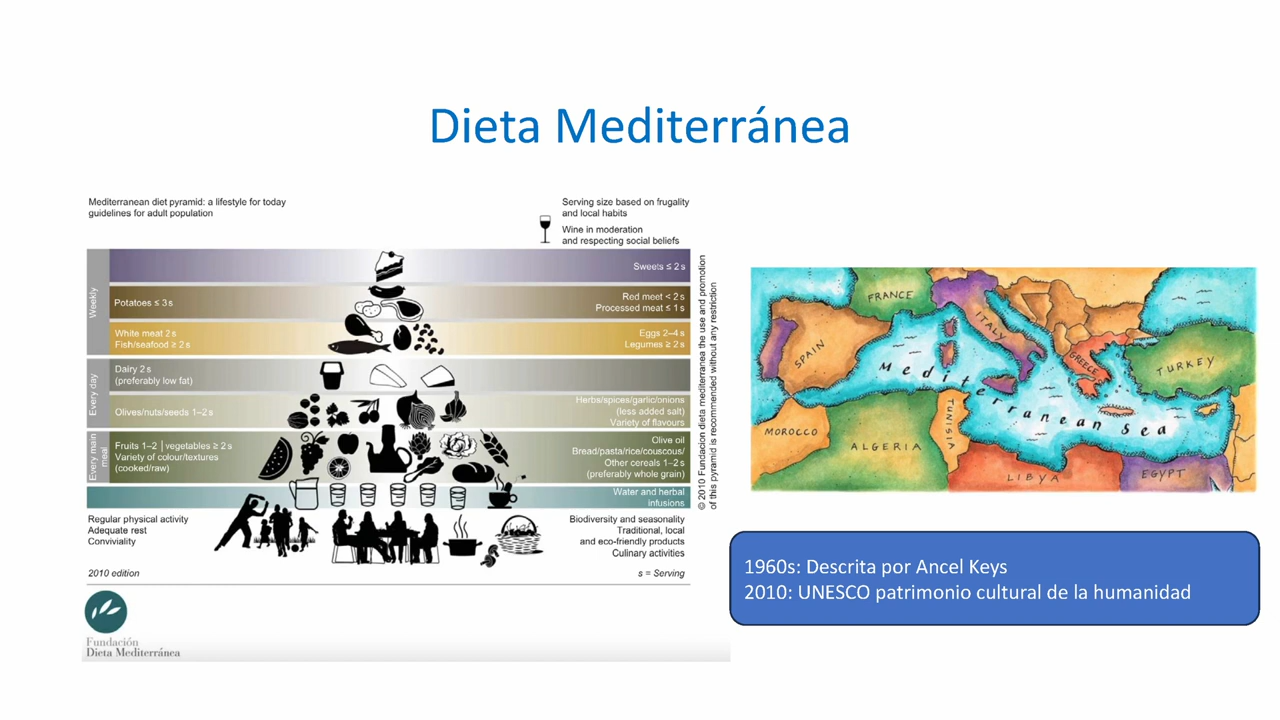 Dieta Mediterránea
Mediterranean diet pyramid: a lifestyle for today
guidelines for adult population
Serving size based on frugality
and local habits
Wine in moderation
and respecting social beliefs
Weekly
Sweets ≤ 2 s
Potatoes ≤ 3 s
Red meet < 2 s
Processed meat ≤ 1 s
White meat 2 s
Fish/seafood ≥ 2 s
Eggs 2–4 s
Legumes ≥ 2 s
Every day
Dairy 2 s
(preferably low fat)
Olives/nuts/seeds 1–2 s
Herbs/spices/garlic/onions
(less added salt)
Variety of flavours
Every main
meal
Fruits 1–2 | vegetables ≥ 2 s
Variety of colour/textures
(cooked/raw)
Olive oil
Bread/pasta/rice/couscous/
Other cereals 1–2 s
(preferably whole grain)
Water and herbal
infusions
Regular physical activity
Adequate rest
Conviviality
Biodiversity and seasonality
Traditional, local
and eco-friendly products
Culinary activities
2010 edition
s = Serving
© 2010 Fundacion dieta mediterranea the use and promotion
of this pyramid is recommended without any restriction
Fundación
Dieta Mediterránea
FRANCE
SPAIN
ITALY
GREECE
TURKEY
Mediterranean Sea
MOROCCO
ALGERIA
TUNISIA
LIBYA
EGYPT
1960s: Descrita por Ancel Keys
2010: UNESCO patrimonio cultural de la humanidad